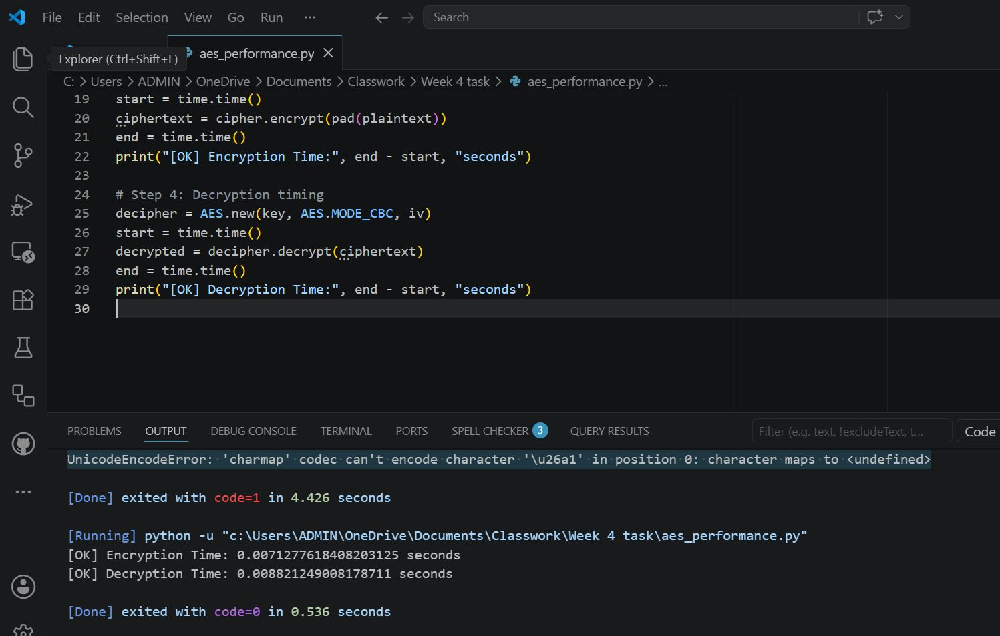 File Edit Selection View Go Run ...
Search
Explorer (Ctrl+Shift+E)
aes_performance.py
C: > Users > ADMIN > OneDrive > Documents > Classwork > Week 4 task > aes_performance.py > ...
19 start = time.time()
20 ciphertext = cipher.encrypt(pad(plaintext))
21 end = time.time()
22 print("[OK] Encryption Time:", end - start, "seconds")
23
24 # Step 4: Decryption timing
25 decipher = AES.new(key, AES.MODE_CBC, iv)
26 start = time.time()
27 decrypted = decipher.decrypt(ciphertext)
28 end = time.time()
29 print("[OK] Decryption Time:", end - start, "seconds")
30
PROBLEMS OUTPUT DEBUG CONSOLE TERMINAL PORTS SPELL CHECKER 3 QUERY RESULTS
Filter (e.g. text, !excludeText, t...
Code
UnicodeEncodeError: 'charmap' codec can't encode character '\u26a1' in position 0: character maps to <undefined>
[Done] exited with code=1 in 4.426 seconds
[Running] python -u "c:\Users\ADMIN\OneDrive\Documents\Classwork\Week 4 task\aes_performance.py"
[OK] Encryption Time: 0.0071277618408203125 seconds
[OK] Decryption Time: 0.008821249008178711 seconds
[Done] exited with code=0 in 0.536 seconds